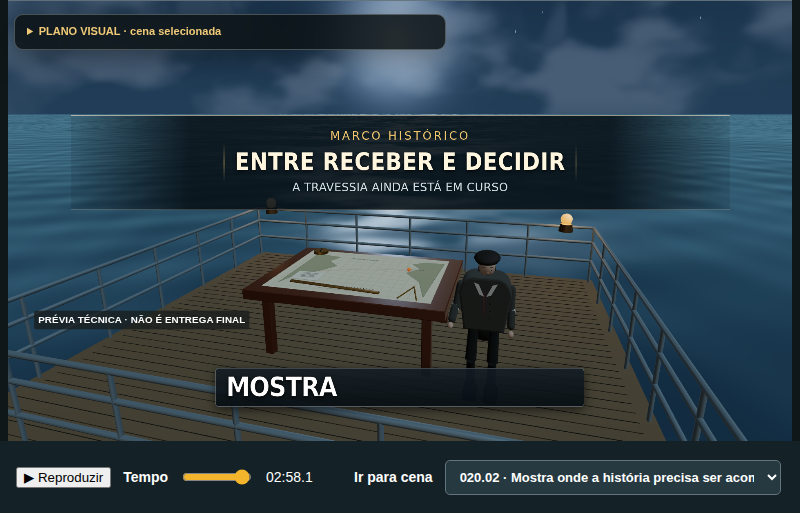 ▶ PLANO VISUAL · cena selecionada
MARCO HISTÓRICO
ENTRE RECEBER E DECIDIR
A TRAVESSIA AINDA ESTÁ EM CURSO
PRÉVIA TÉCNICA · NÃO É ENTREGA FINAL
MOSTRA
▶ Reproduzir Tempo 02:58.1 Ir para cena 020.02 · Mostra onde a história precisa ser acon